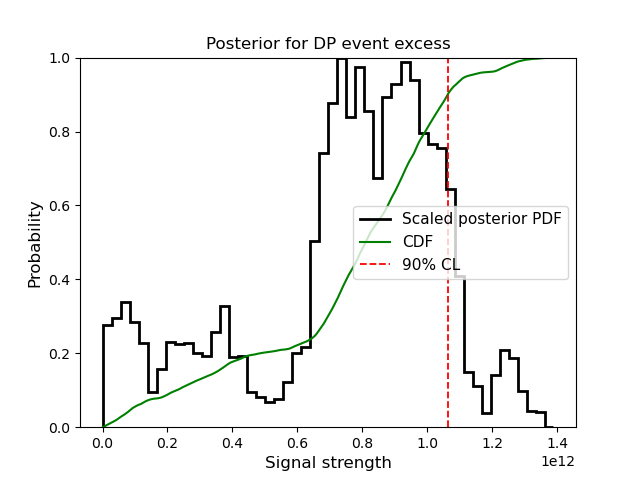 Posterior for DP event excess
Probability
1.0
0.8
0.6
0.4
0.2
0.0
Scaled posterior PDF
CDF
90% CL
0.0 0.2 0.4 0.6 0.8 1.0 1.2 1.4
1e12
Signal strength